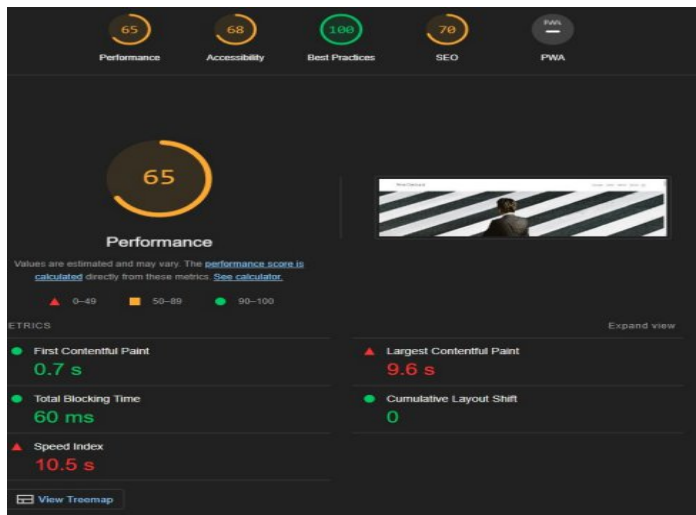 65 68 100 70 PWA
Performance Accessibility Best Practices SEO PWA
65
Performance
Values are estimated and may vary. The performance score is
calculated directly from these metrics. See calculator.
0–49 50–89 90–100
ETRICS Expand view
First Contentful Paint
0.7 s
Largest Contentful Paint
9.6 s
Total Blocking Time
60 ms
Cumulative Layout Shift
0
Speed Index
10.5 s
View Treemap